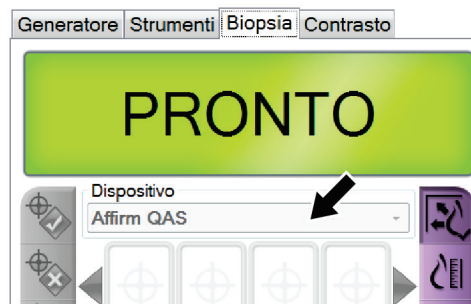 Generatore Strumenti Biopsia Contrasto
PRONTO
Dispositivo
Affirm QAS